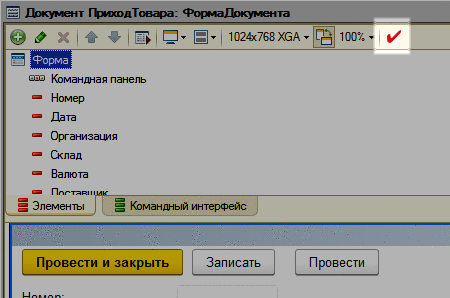 Документ ПриходТовара: ФормаДокумента
1024x768 XGA 100%
Форма
Командная панель
Номер
Дата
Организация
Склад
Валюта
Поставщик
Элементы Командный интерфейс
Провести и закрыть Записать Провести
Номер: